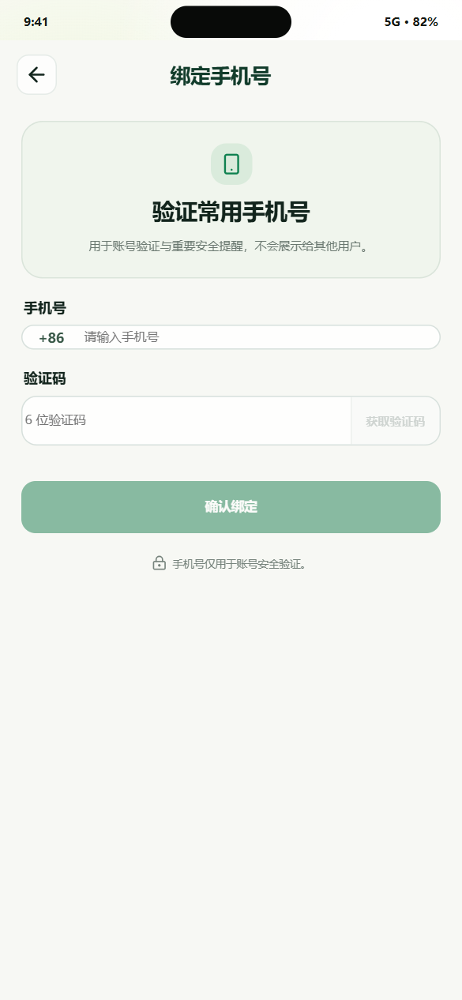 9:41
5G • 82%
绑定手机号
验证常用手机号
用于账号验证与重要安全提醒，不会展示给其他用户。
手机号
+86 请输入手机号
验证码
6 位验证码 获取验证码
确认绑定
手机号仅用于账号安全验证。